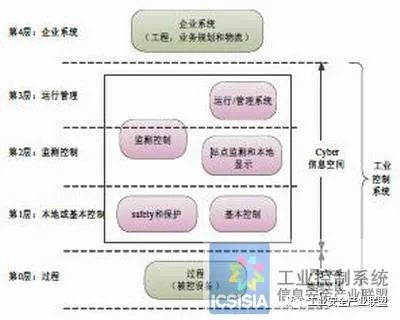 第4层：企业系统
企业系统
（工程，业务规划和物流）
第3层：运行管理
运行/管理系统
监测控制
第2层：监测控制
站点监测和本地
显示
Cyber
信息空间
工业
控制
系统
第1层：本地或基本控制
safety和保护
基本控制
第0层：过程
过程
（被控设备）
工业控制系统
信息安全产业联盟
ICSISIA
工业安全产业联盟